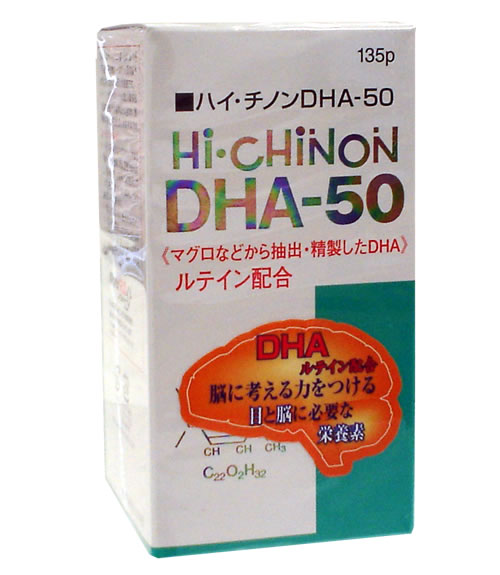 135p
■ハイ・チノンDHA-50
Hi・CHiNON
DHA-50
《マグロなどから抽出・精製したDHA》
ルテイン配合
DHA
ルテイン配合
脳に考える力をつける
目と脳に必要な
栄養素
CH CH CH3
C22O2H32